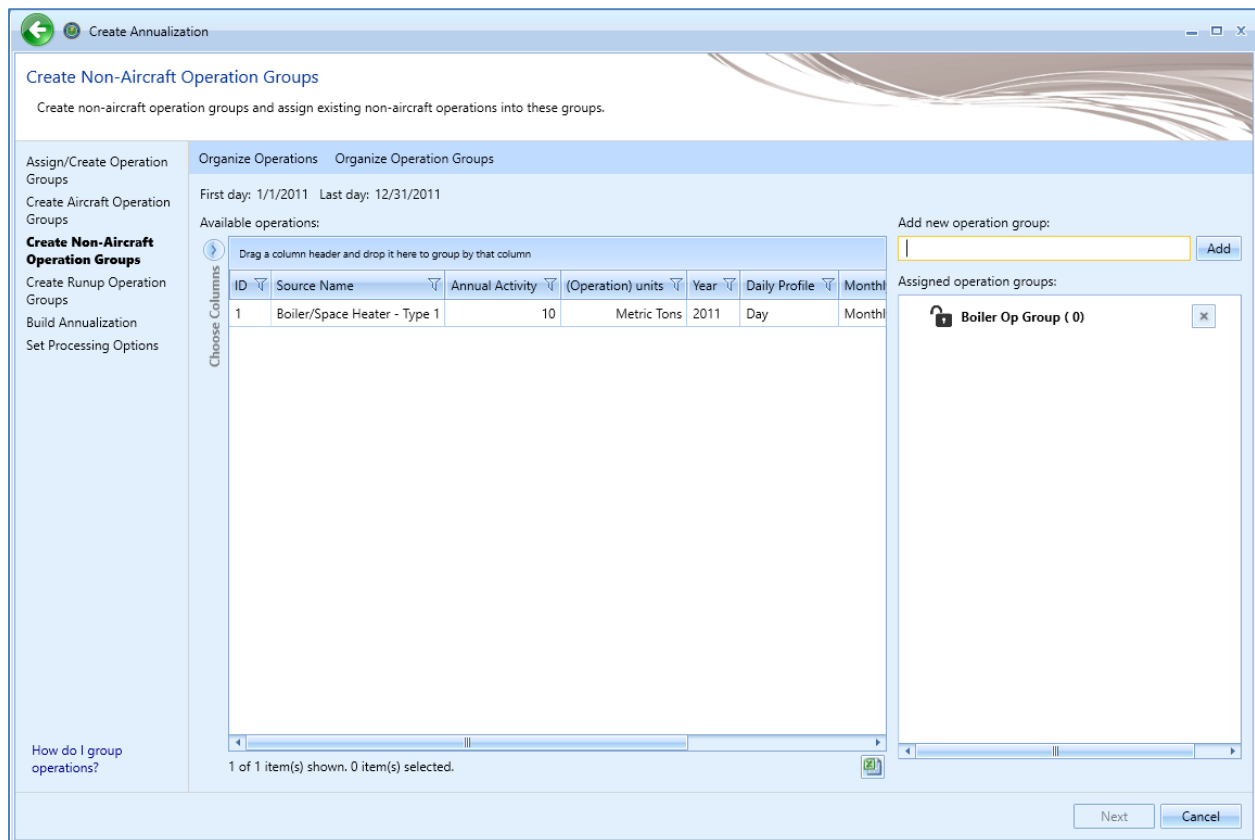 Create Annualization
Create Non-Aircraft Operation Groups
Create non-aircraft operation groups and assign existing non-aircraft operations into these groups.
Assign/Create Operation
Groups
Create Aircraft Operation
Groups
Create Non-Aircraft
Operation Groups
Create Runup Operation
Groups
Build Annualization
Set Processing Options
How do I group
operations?
Organize Operations Organize Operation Groups
First day: 1/1/2011 Last day: 12/31/2011
Available operations:
Choose Columns
Drag a column header and drop it here to group by that column
ID Source Name Annual Activity (Operation) units Year Daily Profile Monthl
1 Boiler/Space Heater - Type 1 10 Metric Tons 2011 Day Monthl
1 of 1 item(s) shown. 0 item(s) selected.
Add new operation group:
Add
Assigned operation groups:
Boiler Op Group ( 0)
Next Cancel